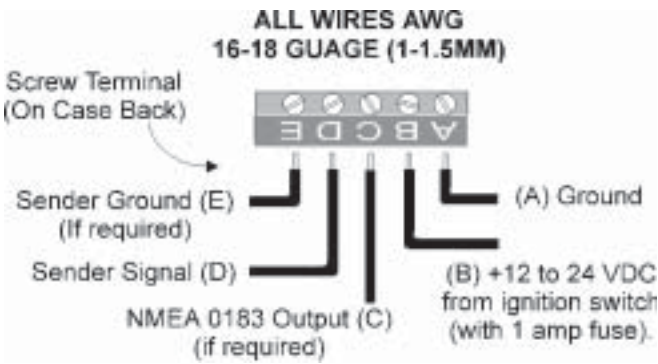 ALL WIRES AWG
16-18 GUAGE (1-1.5MM)
Screw Terminal
(On Case Back)
E D C B A
Sender Ground (E)
(If required)
(A) Ground
Sender Signal (D)
(B) +12 to 24 VDC
from ignition switch
(with 1 amp fuse).
NMEA 0183 Output (C)
(if required)